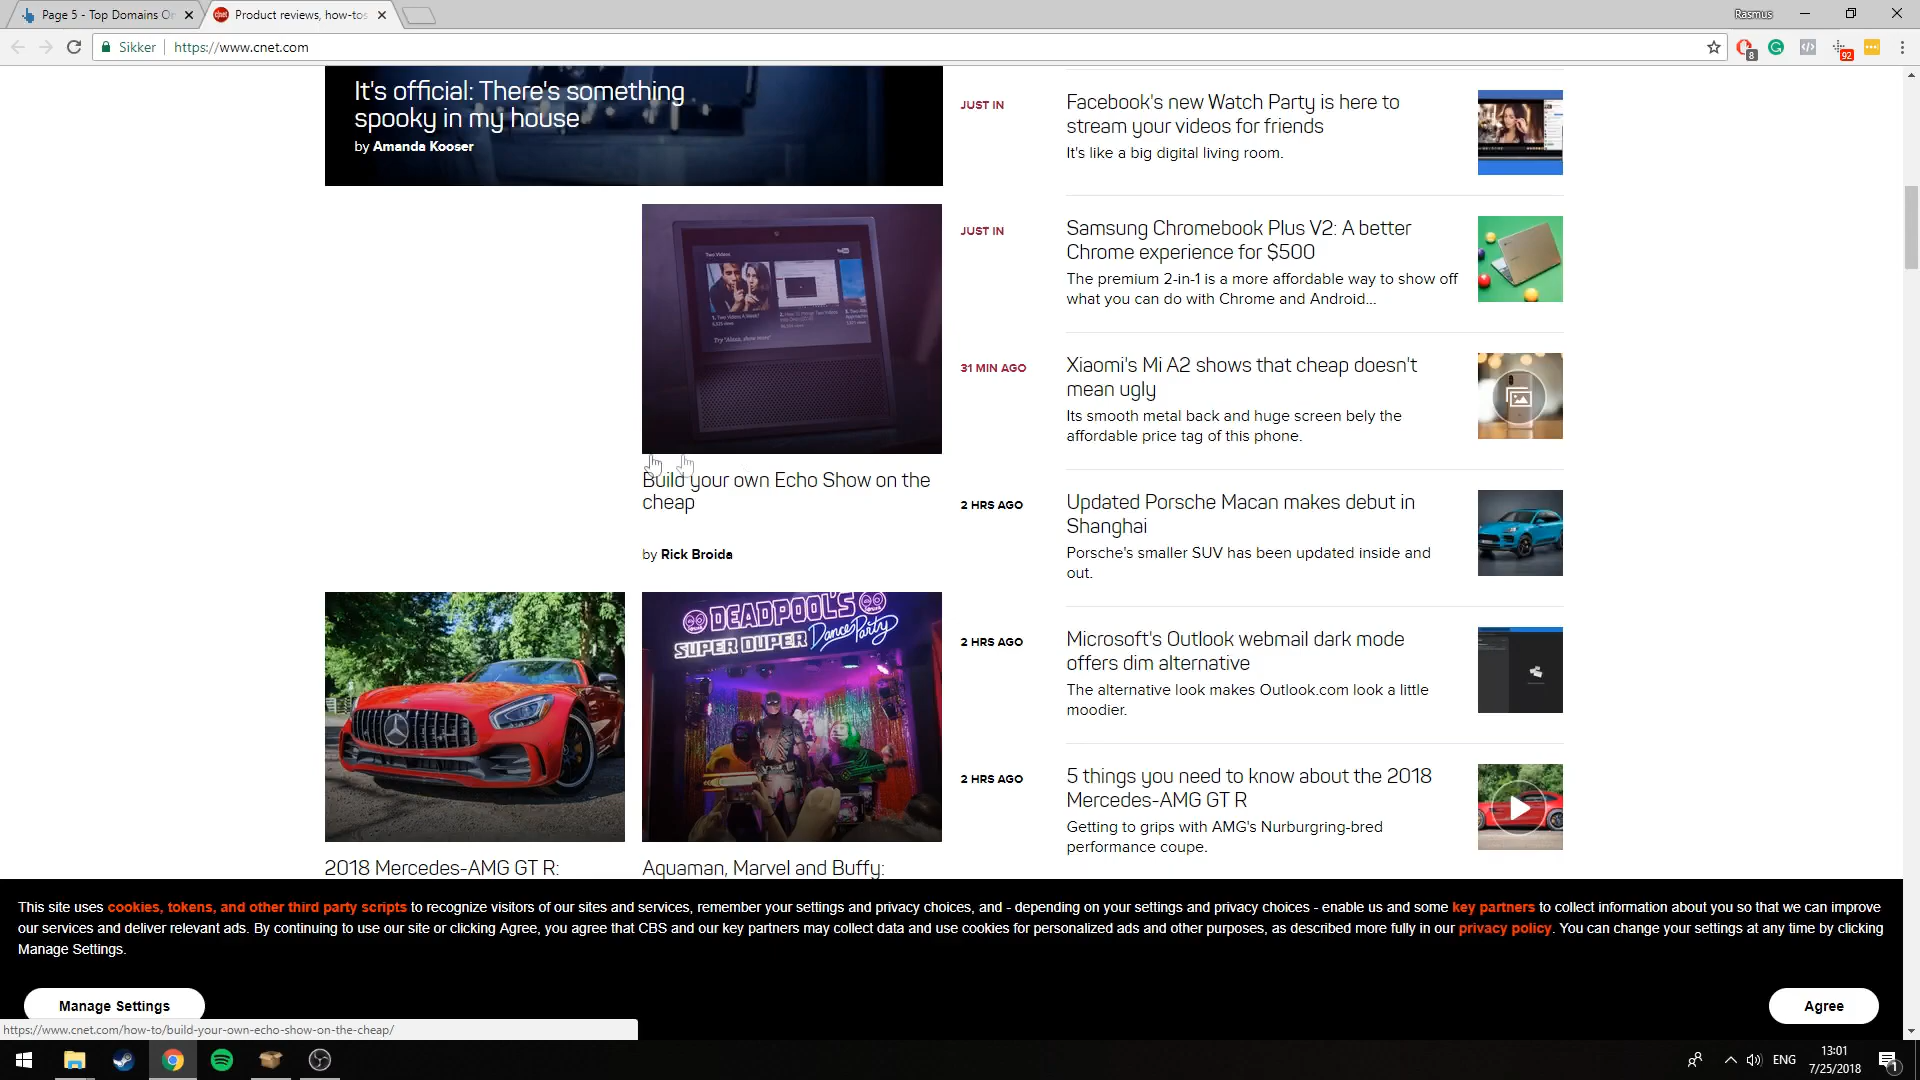 Page 5 - Top Domains On
Product reviews, how-tos
Rasmus
Sikker
https://www.cnet.com
8
92
It's official: There's something
spooky in my house
by Amanda Kooser
Two Videos
YouTube
Try "Alexa, show more"
Build your own Echo Show on the
cheap
by Rick Broida
DEADPOOL'S
SUPER DUPER Dance Party
2018 Mercedes-AMG GT R:
Aquaman, Marvel and Buffy:
JUST IN
Facebook's new Watch Party is here to
stream your videos for friends
It's like a big digital living room.
JUST IN
Samsung Chromebook Plus V2: A better
Chrome experience for $500
The premium 2-in-1 is a more affordable way to show off
what you can do with Chrome and Android...
31 MIN AGO
Xiaomi's Mi A2 shows that cheap doesn't
mean ugly
Its smooth metal back and huge screen bely the
affordable price tag of this phone.
2 HRS AGO
Updated Porsche Macan makes debut in
Shanghai
Porsche's smaller SUV has been updated inside and
out.
2 HRS AGO
Microsoft's Outlook webmail dark mode
offers dim alternative
The alternative look makes Outlook.com look a little
moodier.
2 HRS AGO
5 things you need to know about the 2018
Mercedes-AMG GT R
Getting to grips with AMG's Nurburgring-bred
performance coupe.
This site uses cookies, tokens, and other third party scripts to recognize visitors of our sites and services, remember your settings and privacy choices, and - depending on your settings and privacy choices - enable us and some key partners to collect information about you so that we can improve
our services and deliver relevant ads. By continuing to use our site or clicking Agree, you agree that CBS and our key partners may collect data and use cookies for personalized ads and other purposes, as described more fully in our privacy policy. You can change your settings at any time by clicking
Manage Settings.
Manage Settings
Agree
https://www.cnet.com/how-to/build-your-own-echo-show-on-the-cheap/
ENG
13:01
7/25/2018
1